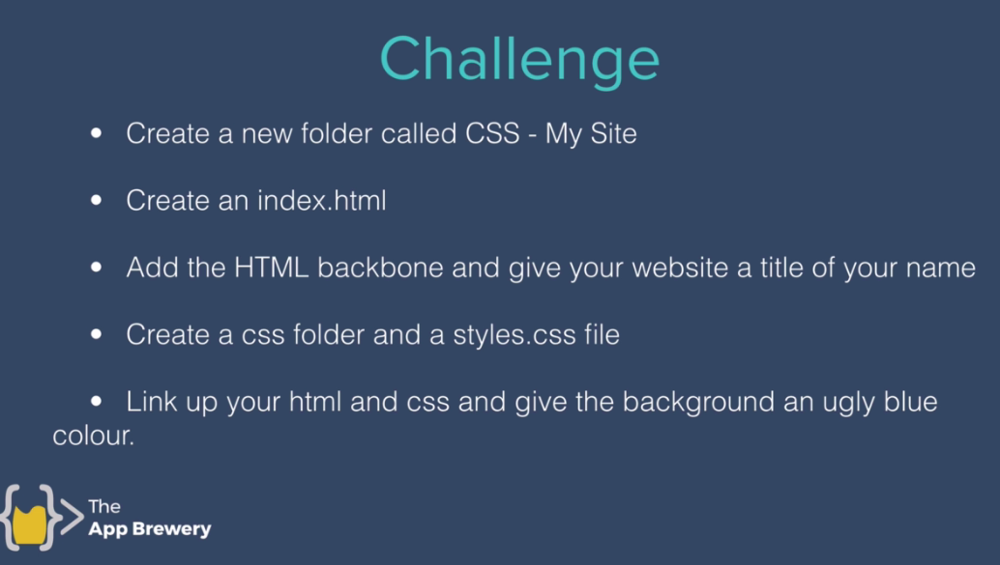 Challenge
• Create a new folder called CSS - My Site
• Create an index.html
• Add the HTML backbone and give your website a title of your name
• Create a css folder and a styles.css file
• Link up your html and css and give the background an ugly blue
colour.
The
App Brewery